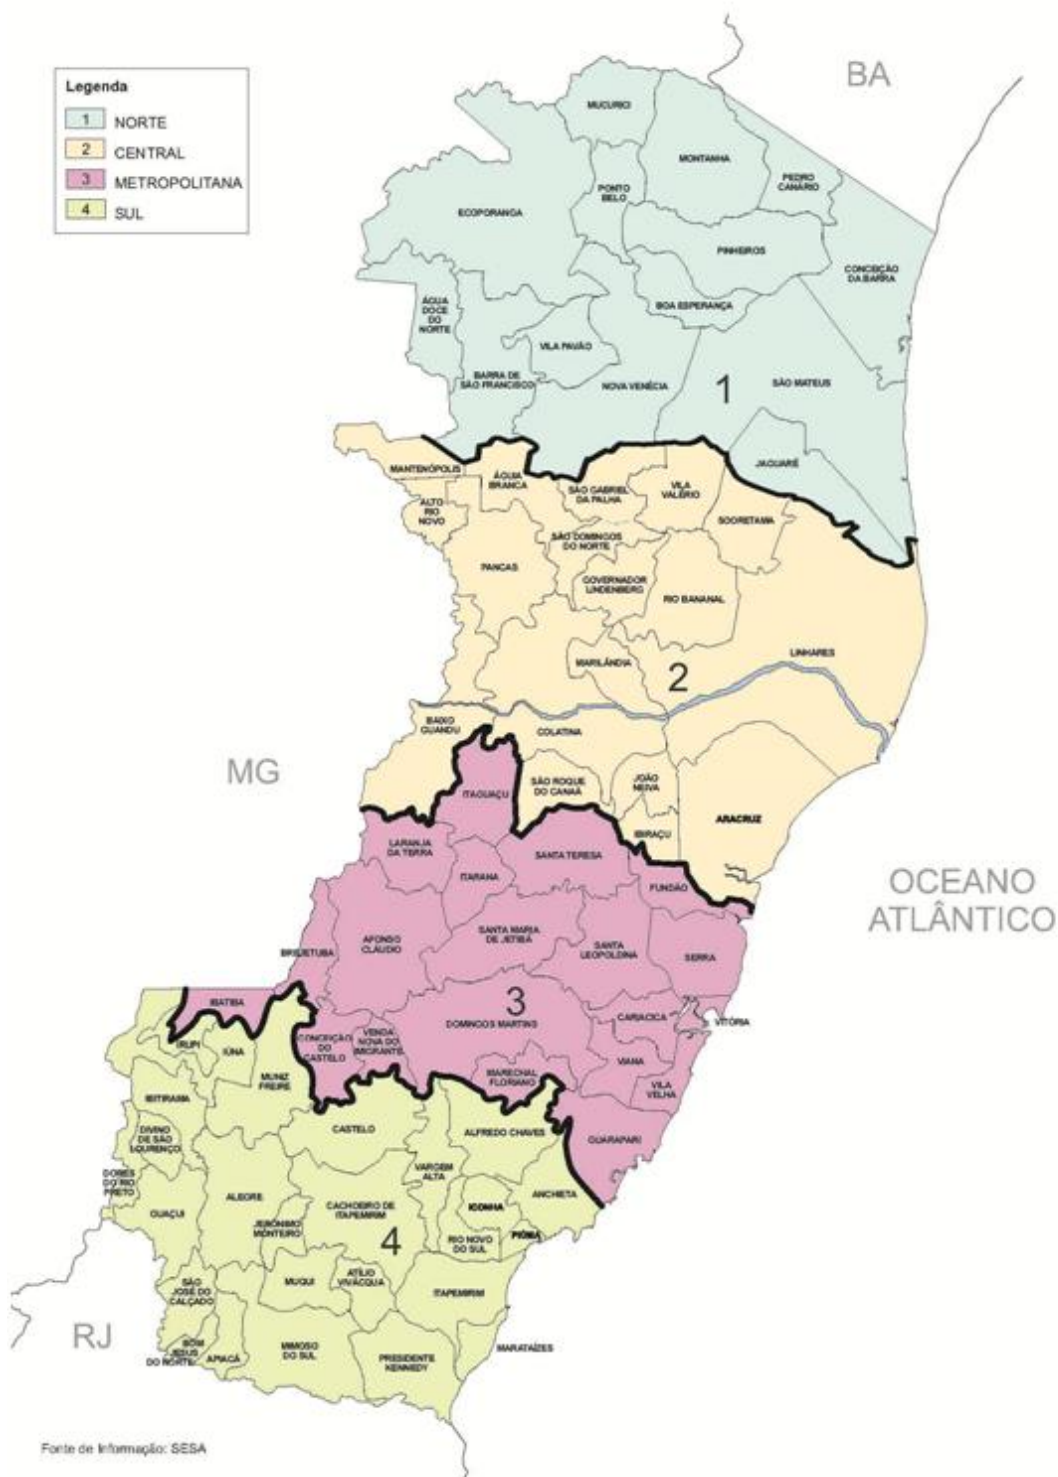 BA
Legenda
1 NORTE
2 CENTRAL
3 METROPOLITANA
4 SUL
MUCURICI
MONTANHA
PEDRO
CANÁRIO
PONTO
BELO
ECOPORANGA
PINHEIROS
CONCEIÇÃO
DA BARRA
ÁGUA
DOCE
DO
NORTE
BOA ESPERANÇA
VILA PAVÃO
BARRA DE
SÃO FRANCISCO
NOVA VENÉCIA
1
SÃO MATEUS
JAGUARÉ
MANTENÓPOLIS
ÁGUIA
BRANCA
SÃO GABRIEL
DA PALHA
VILA
VALÉRIO
ALTO
RIO
NOVO
SOORETAMA
SÃO DOMINGOS
DO NORTE
PANCAS
GOVERNADOR
LINDENBERG
RIO BANANAL
MARILÂNDIA
2
LINHARES
BAIXO
GUANDU
COLATINA
MG
SÃO ROQUE
DO CANAÃ
JOÃO
NEIVA
ITAGUAÇU
ARACRUZ
IBIRAÇU
LARANJA
DA TERRA
SANTA TERESA
ITARANA
FUNDÃO
OCEANO
ATLÂNTICO
AFONSO
CLÁUDIO
SANTA MARIA
DE JETIBÁ
SANTA
LEOPOLDINA
BREJETUBA
SERRA
IBATIBA
3
CARIACICA
VITÓRIA
DOMINGOS MARTINS
CONCEIÇÃO
DO
CASTELO
VENDA
NOVA DO
IMIGRANTE
IRUPI
IÚNA
VIANA
MUNIZ
FREIRE
MARECHAL
FLORIANO
VILA
VELHA
IBITIRAMA
CASTELO
ALFREDO CHAVES
GUARAPARI
DIVINO
DE SÃO
LOURENÇO
VARGEM
ALTA
DORES
DO RIO
PRETO
ALEGRE
ANCHIETA
CACHOEIRO DE
ITAPEMIRIM
ICONHA
GUAÇUI
JERÔNIMO
MONTEIRO
4
RIO NOVO
DO SUL
PIÚMA
SÃO
JOSÉ DO
CALÇADO
MUQUI
ATÍLIO
VIVÁCQUA
ITAPEMIRIM
RJ
BOM
JESUS
DO NORTE
APIACÁ
MIMOSO
DO SUL
PRESIDENTE
KENNEDY
MARATAÍZES
Fonte de Informação: SESA